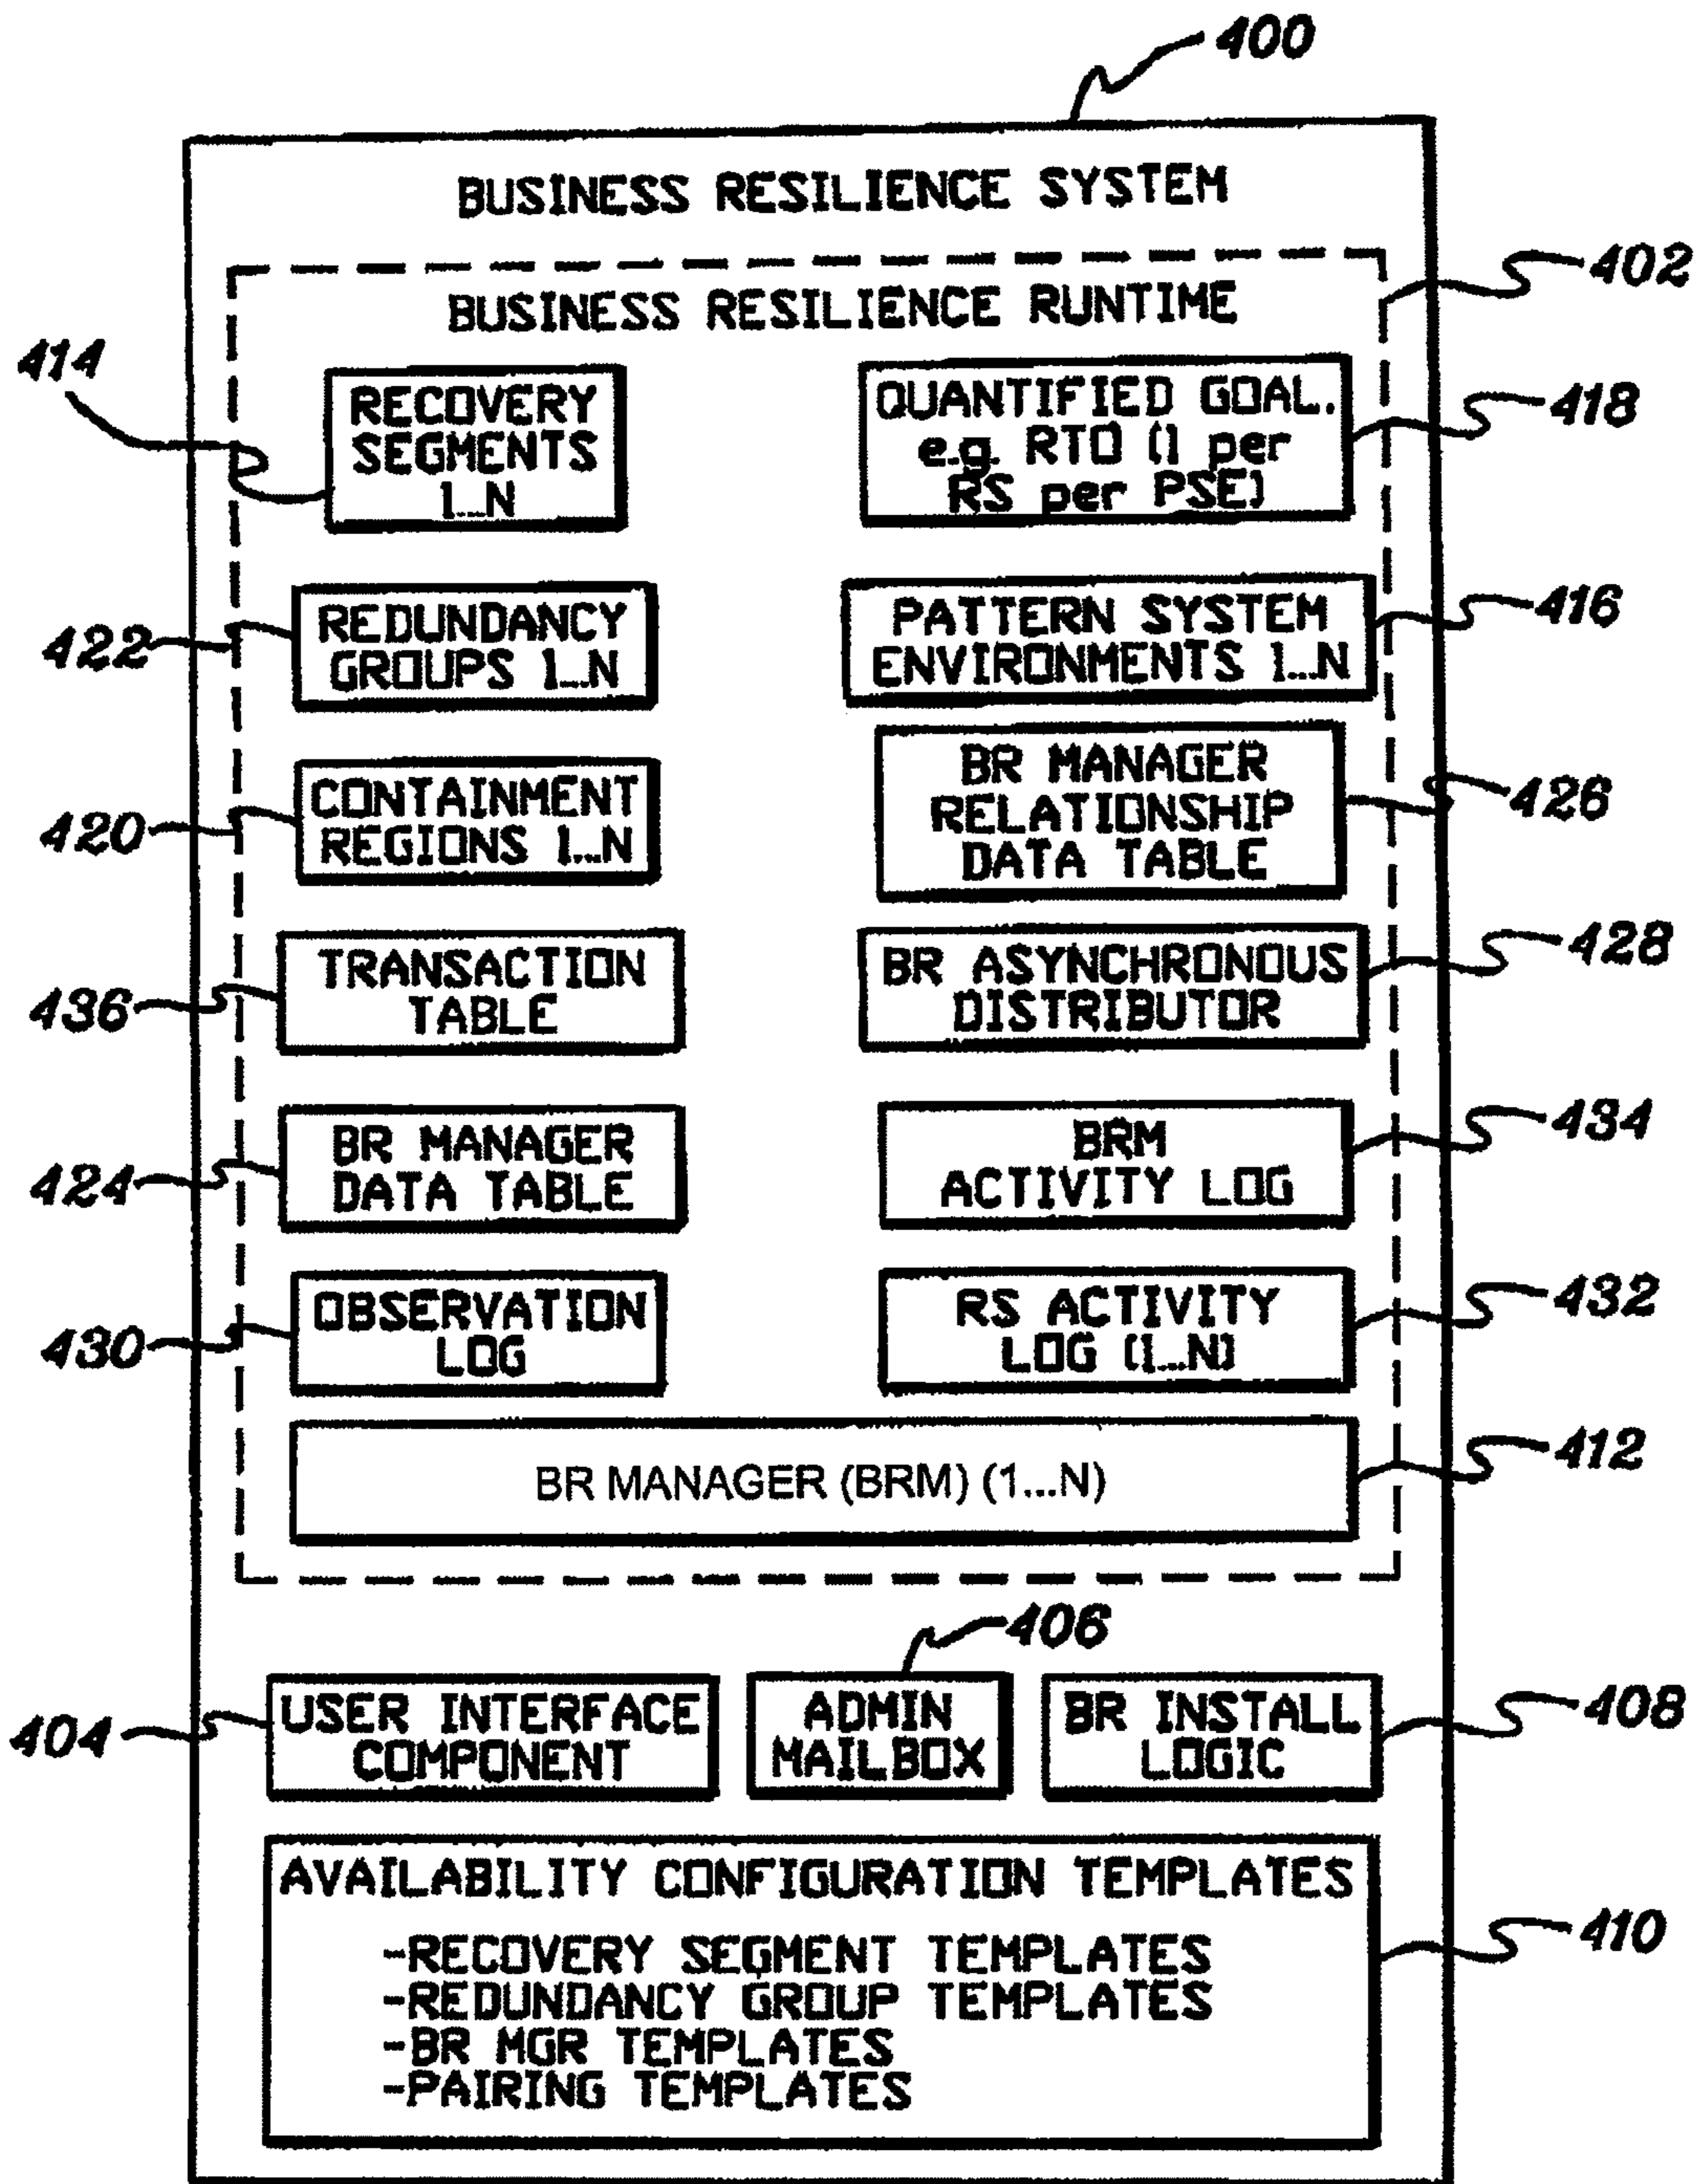 400
BUSINESS RESILIENCE SYSTEM
402
BUSINESS RESILIENCE RUNTIME
414
RECOVERY
SEGMENTS
1...N
QUANTIFIED GOAL.
e.g. RTO (1 per
RS per PSE)
418
422
REDUNDANCY
GROUPS 1...N
PATTERN SYSTEM
ENVIRONMENTS 1...N
416
420
CONTAINMENT
REGIONS 1...N
BR MANAGER
RELATIONSHIP
DATA TABLE
426
436
TRANSACTION
TABLE
BR ASYNCHRONOUS
DISTRIBUTOR
428
424
BR MANAGER
DATA TABLE
BRM
ACTIVITY LOG
434
430
OBSERVATION
LOG
RS ACTIVITY
LOG (1...N)
432
BR MANAGER (BRM) (1...N)
412
406
404
USER INTERFACE
COMPONENT
ADMIN
MAILBOX
BR INSTALL
LOGIC
408
AVAILABILITY CONFIGURATION TEMPLATES
-RECOVERY SEGMENT TEMPLATES
-REDUNDANCY GROUP TEMPLATES
-BR MGR TEMPLATES
-PAIRING TEMPLATES
410